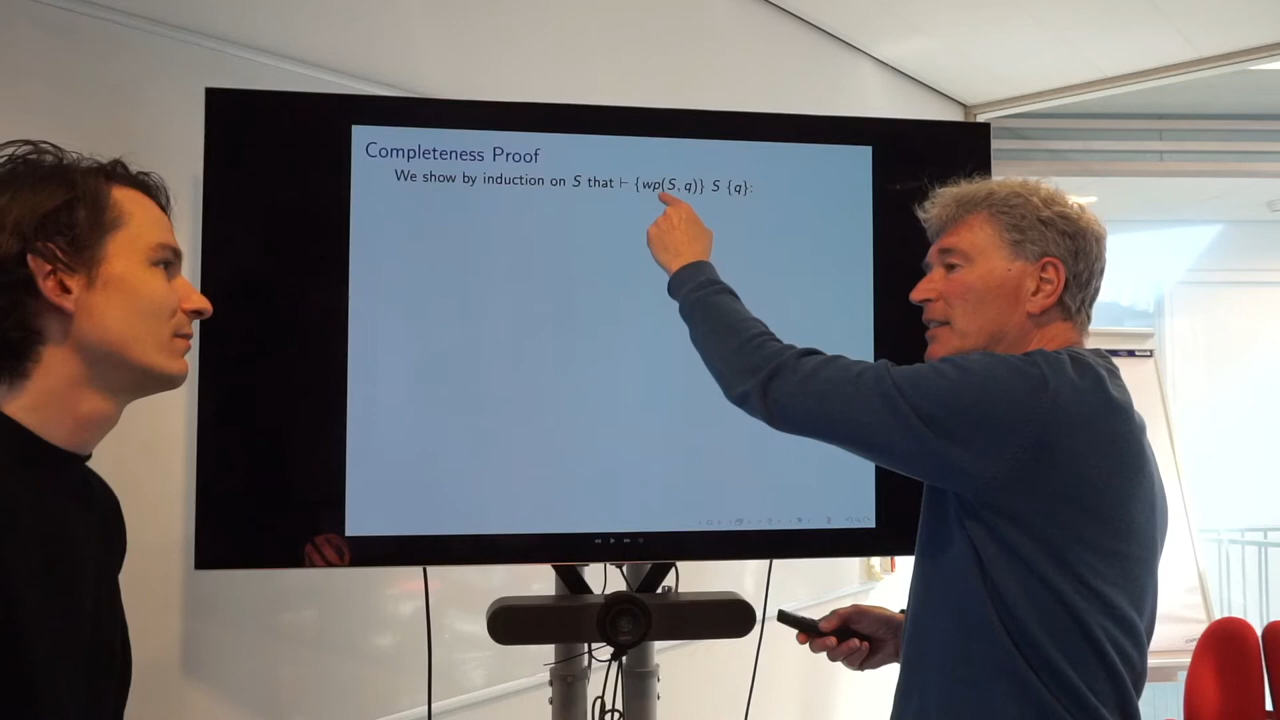 Completeness Proof
We show by induction on S that ⊢ {wp(S, q)} S {q}: